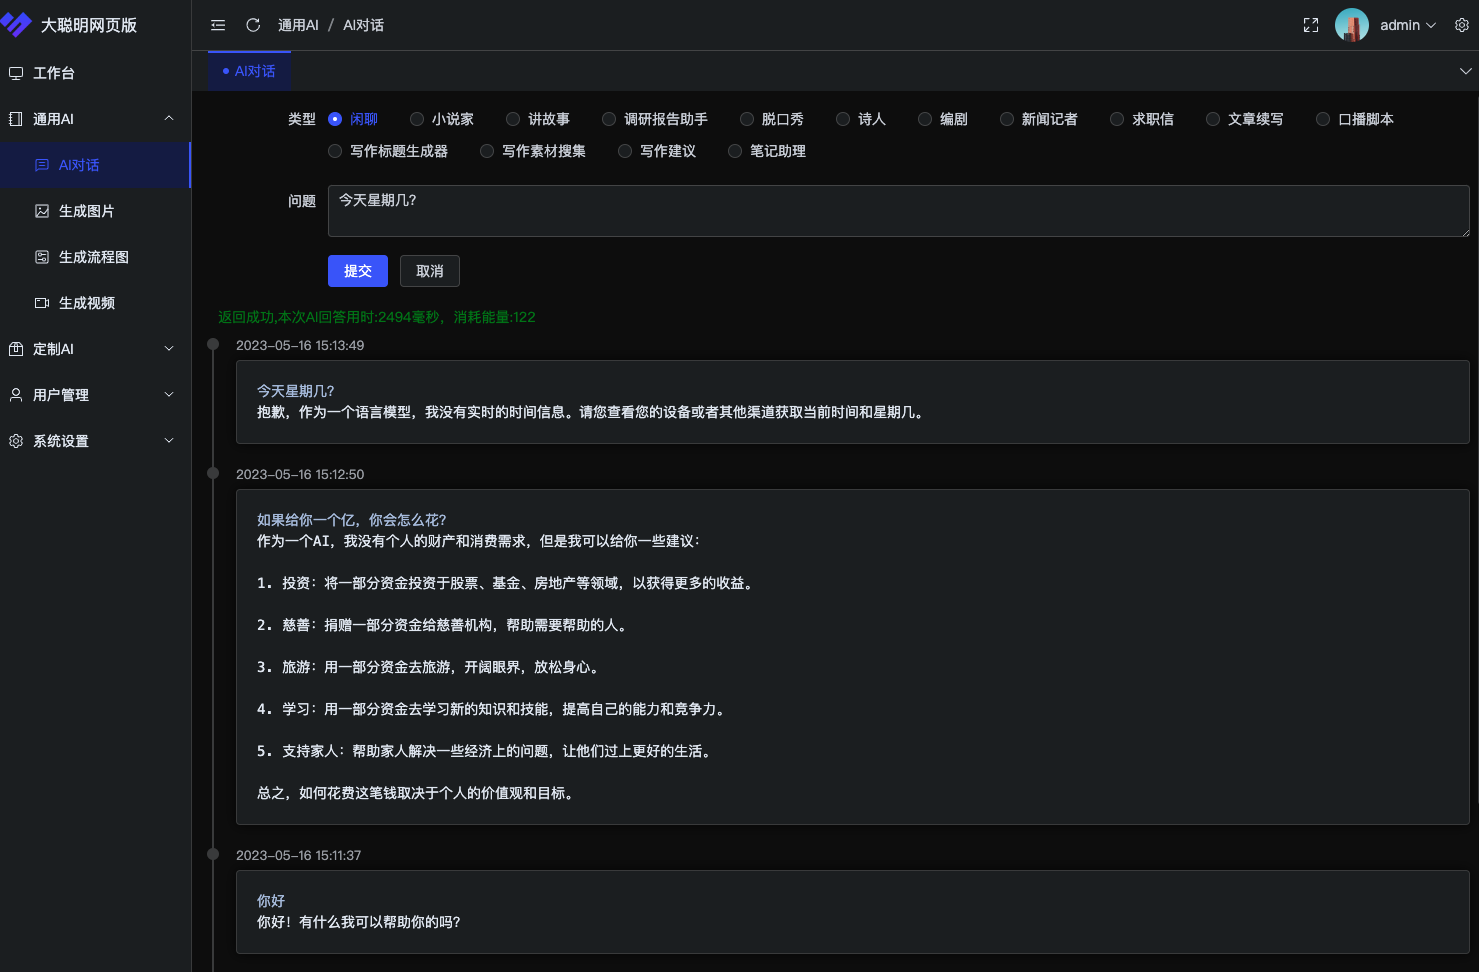 大聪明网页版
工作台
通用AI
AI对话
生成图片
生成流程图
生成视频
定制AI
用户管理
系统设置
通用AI / AI对话
admin
AI对话
类型 闲聊 小说家 讲故事 调研报告助手 脱口秀 诗人 编剧 新闻记者 求职信 文章续写 口播脚本
写作标题生成器 写作素材搜集 写作建议 笔记助理
问题 今天星期几?
提交 取消
返回成功,本次AI回答用时:2494毫秒，消耗能量:122
2023-05-16 15:13:49
今天星期几?
抱歉，作为一个语言模型，我没有实时的时间信息。请您查看您的设备或者其他渠道获取当前时间和星期几。
2023-05-16 15:12:50
如果给你一个亿，你会怎么花?
作为一个AI，我没有个人的财产和消费需求，但是我可以给你一些建议：
1. 投资：将一部分资金投资于股票、基金、房地产等领域，以获得更多的收益。
2. 慈善：捐赠一部分资金给慈善机构，帮助需要帮助的人。
3. 旅游：用一部分资金去旅游，开阔眼界，放松身心。
4. 学习：用一部分资金去学习新的知识和技能，提高自己的能力和竞争力。
5. 支持家人：帮助家人解决一些经济上的问题，让他们过上更好的生活。
总之，如何花费这笔钱取决于个人的价值观和目标。
2023-05-16 15:11:37
你好
你好！有什么我可以帮助你的吗?